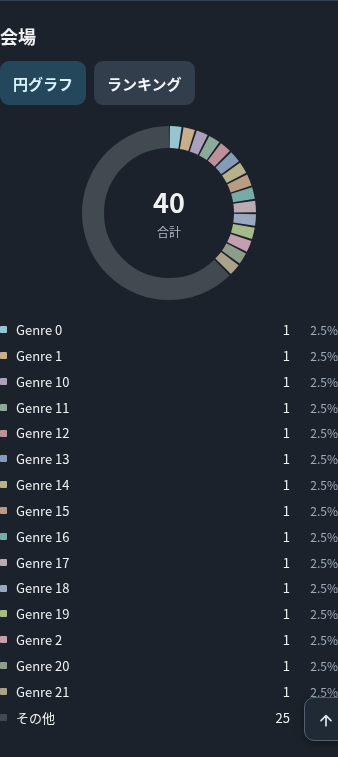 会場
円グラフ ランキング
40
合計
Genre 0 1 2.5%
Genre 1 1 2.5%
Genre 10 1 2.5%
Genre 11 1 2.5%
Genre 12 1 2.5%
Genre 13 1 2.5%
Genre 14 1 2.5%
Genre 15 1 2.5%
Genre 16 1 2.5%
Genre 17 1 2.5%
Genre 18 1 2.5%
Genre 19 1 2.5%
Genre 2 1 2.5%
Genre 20 1 2.5%
Genre 21 1 2.5%
その他 25